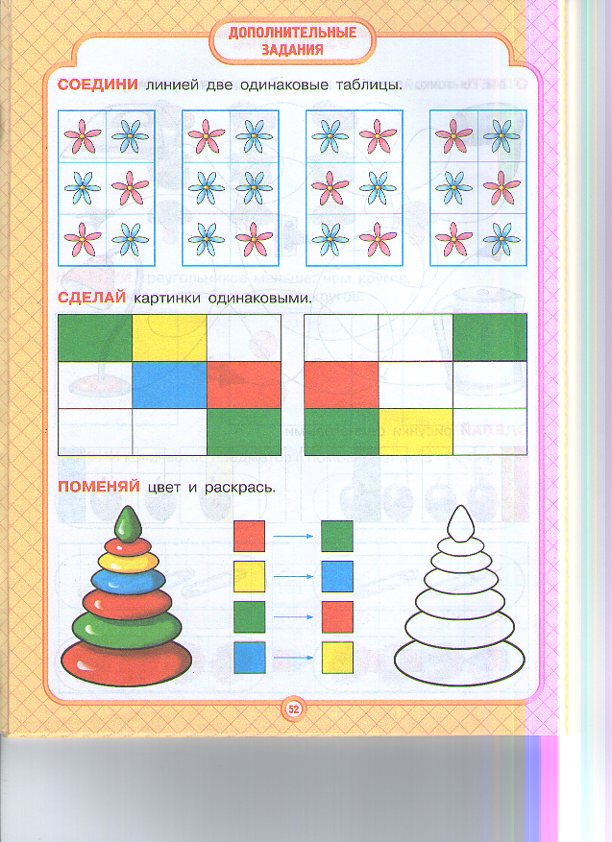 ДОПОЛНИТЕЛЬНЫЕ
ЗАДАНИЯ
СОЕДИНИ линией две одинаковые таблицы.
СДЕЛАЙ картинки одинаковыми.
ПОМЕНЯЙ цвет и раскрась.
52